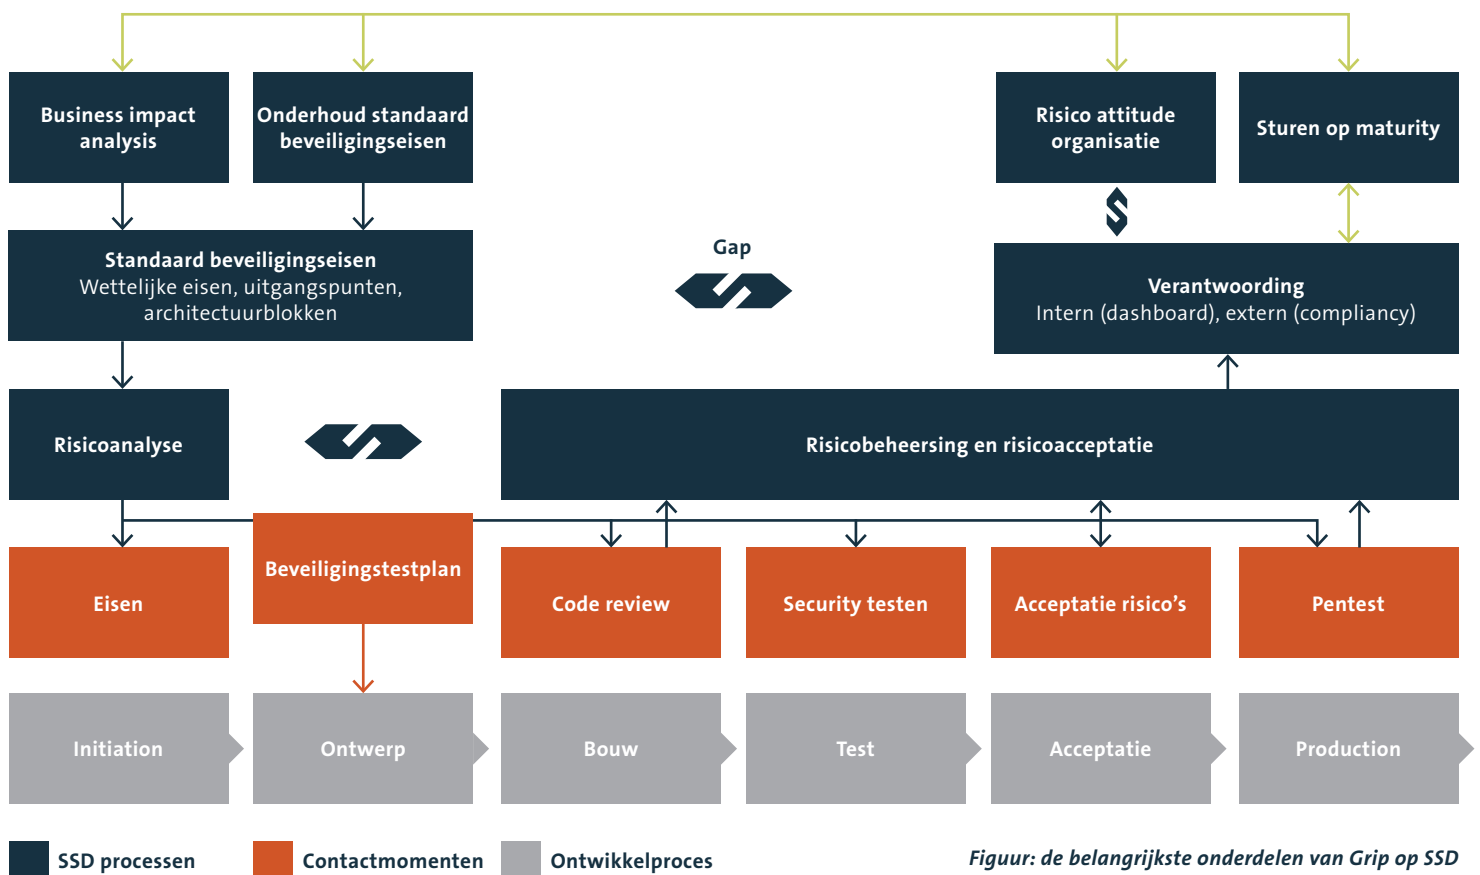 Business impact
analysis
Onderhoud standaard
beveiligingseisen
Risico attitude
organisatie
Sturen op maturity
Standaard beveiligingseisen
Wettelijke eisen, uitgangspunten,
architectuurblokken
Gap
Verantwoording
Intern (dashboard), extern (compliancy)
Risicoanalyse
Risicobeheersing en risicoacceptatie
Eisen
Beveiligingstestplan
Code review
Security testen
Acceptatie risico's
Pentest
Initiation
Ontwerp
Bouw
Test
Acceptatie
Production
SSD processen
Contactmomenten
Ontwikkelproces
Figuur: de belangrijkste onderdelen van Grip op SSD